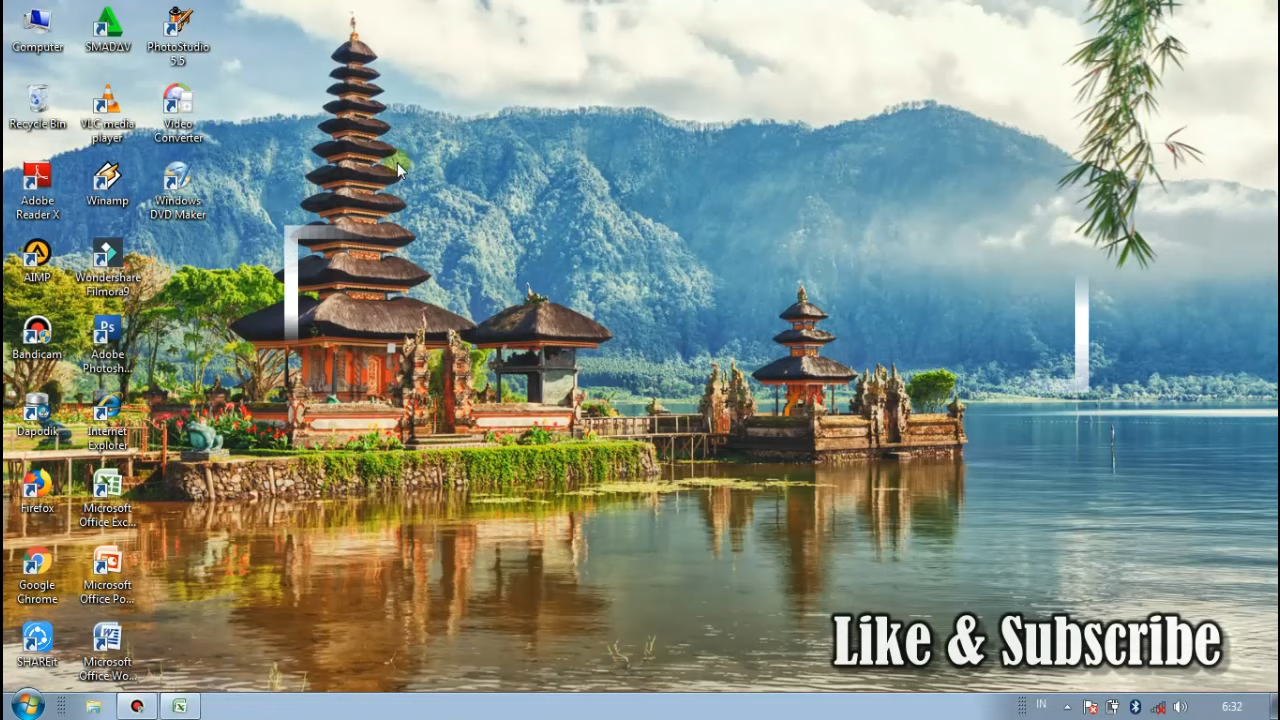 Computer
SMADΔV
PhotoStudio
5.5
Recycle Bin
VLC media
player
Video
Converter
Adobe
Reader X
Winamp
Windows
DVD Maker
AIMP
Wondershare
Filmora9
Bandicam
Ps
Adobe
Photosh...
Dapodik
Internet
Explorer
Firefox
Microsoft
Office Exc...
Google
Chrome
Microsoft
Office Po...
SHAREit
Microsoft
Office Wo...
Like & Subscribe
IN
6:32